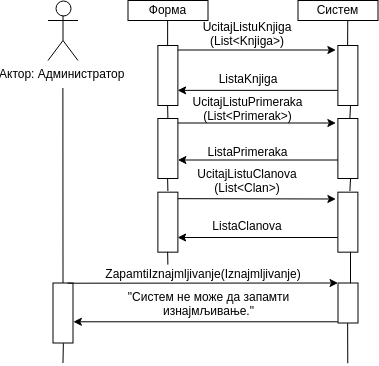 Форма
Систем
UcitajListuKnjiga
(List<Knjiga>)
Актор: Администратор
ListaKnjiga
UcitajListuPrimeraka
(List<Primerak>)
ListaPrimeraka
UcitajListuClanova
(List<Clan>)
ListaClanova
ZapamtiIznajmljivanje(Iznajmljivanje)
"Систем не може да запамти
изнајмљивање."